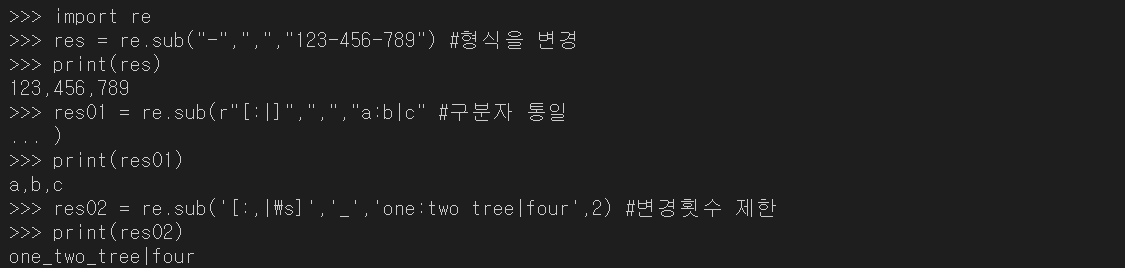 >>> import re
>>> res = re.sub("-",",","123-456-789") #형식을 변경
>>> print(res)
123,456,789
>>> res01 = re.sub(r"[:|]",",","a:b|c" #구분자 통일
... )
>>> print(res01)
a,b,c
>>> res02 = re.sub('[:,|₩s]','_','one:two tree|four',2) #변경횟수 제한
>>> print(res02)
one_two_tree|four